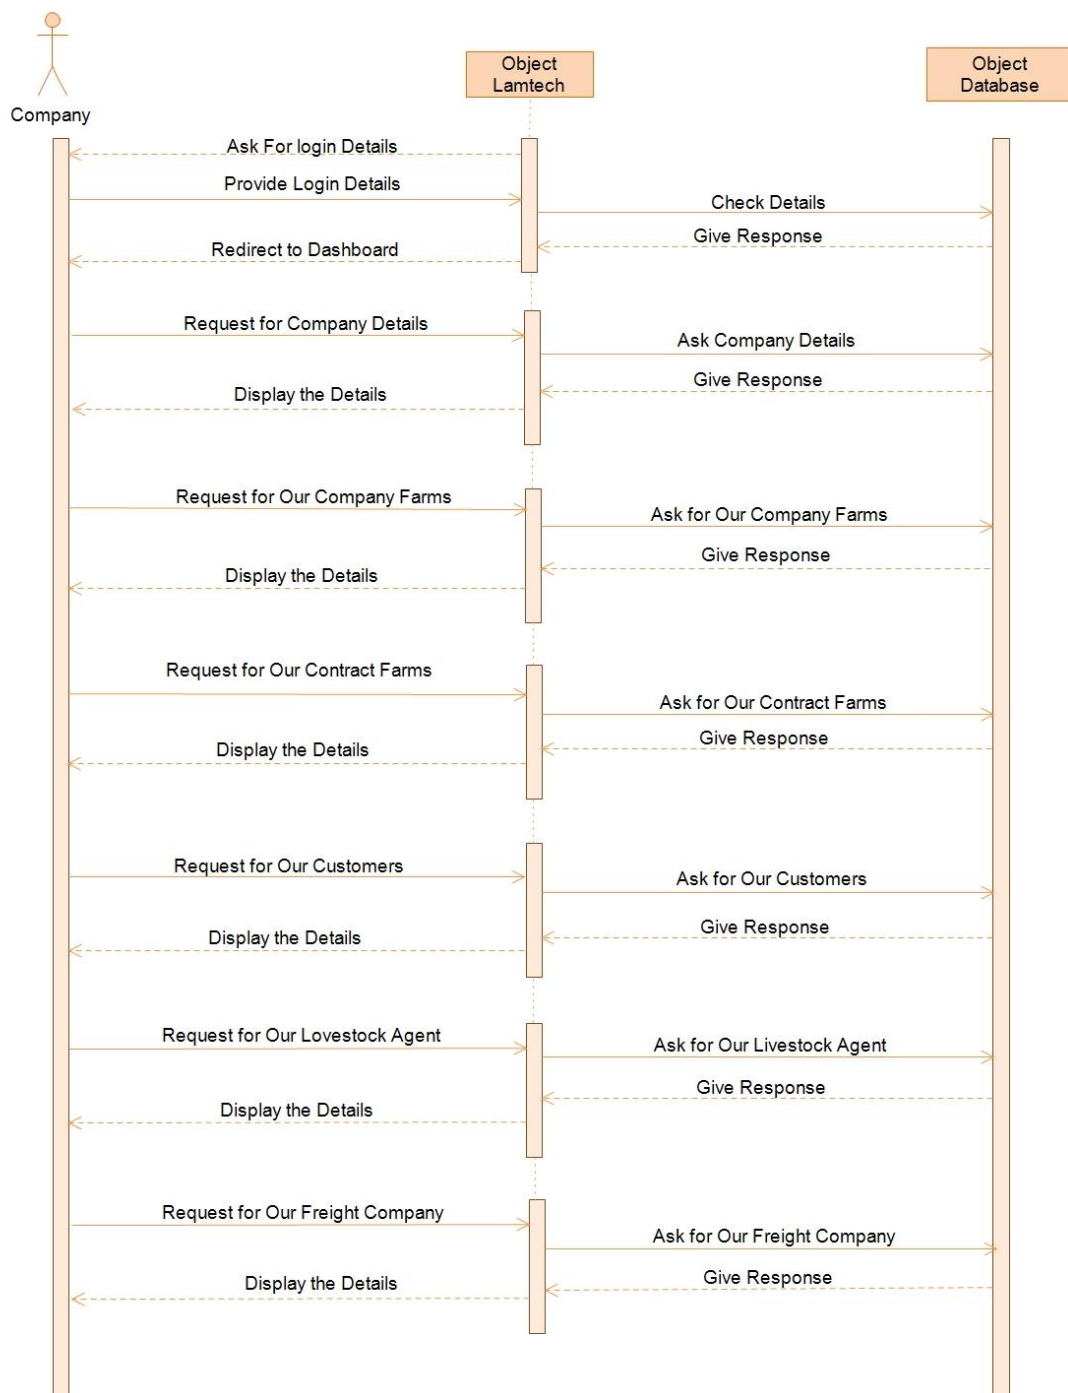 Company
Object
Lamtech
Object
Database
Ask For login Details
Provide Login Details
Check Details
Give Response
Redirect to Dashboard
Request for Company Details
Ask Company Details
Give Response
Display the Details
Request for Our Company Farms
Ask for Our Company Farms
Give Response
Display the Details
Request for Our Contract Farms
Ask for Our Contract Farms
Give Response
Display the Details
Request for Our Customers
Ask for Our Customers
Give Response
Display the Details
Request for Our Lovestock Agent
Ask for Our Livestock Agent
Give Response
Display the Details
Request for Our Freight Company
Ask for Our Freight Company
Give Response
Display the Details